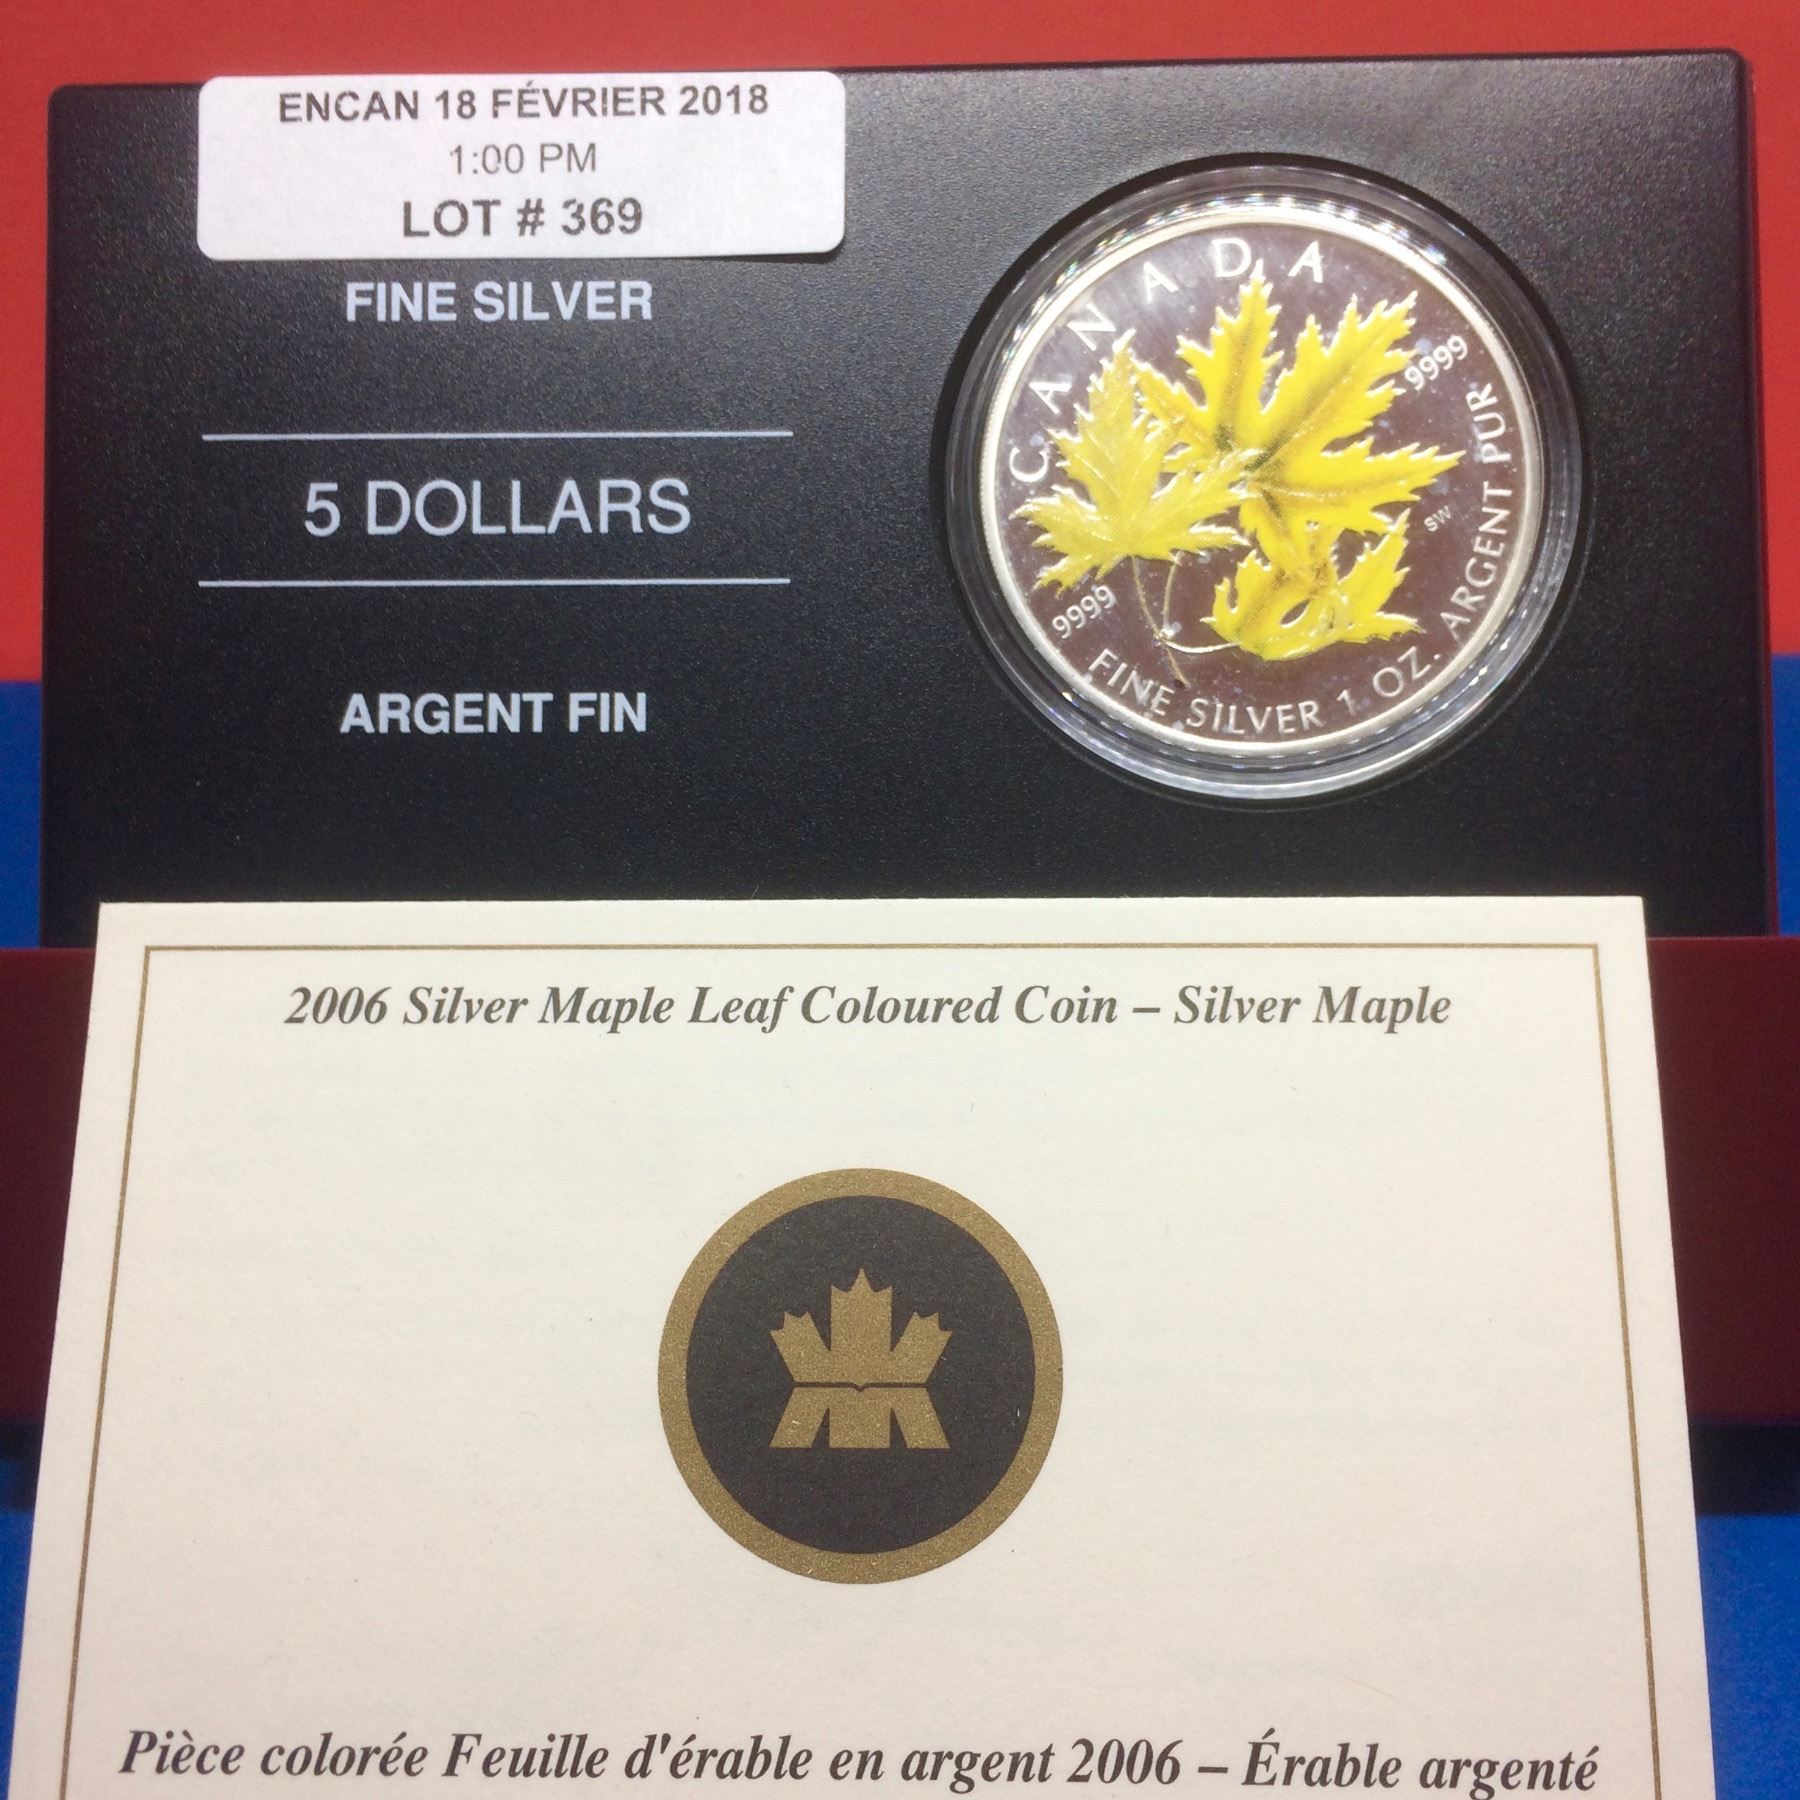 ENCAN 18 FÉVRIER 2018
1:00 PM
LOT # 369
FINE SILVER
5 DOLLARS
ARGENT FIN
CANADA
9999
9999
SW
FINE SILVER 1 OZ. ARGENT PUR
2006 Silver Maple Leaf Coloured Coin – Silver Maple
Pièce colorée Feuille d'érable en argent 2006 – Érable argenté